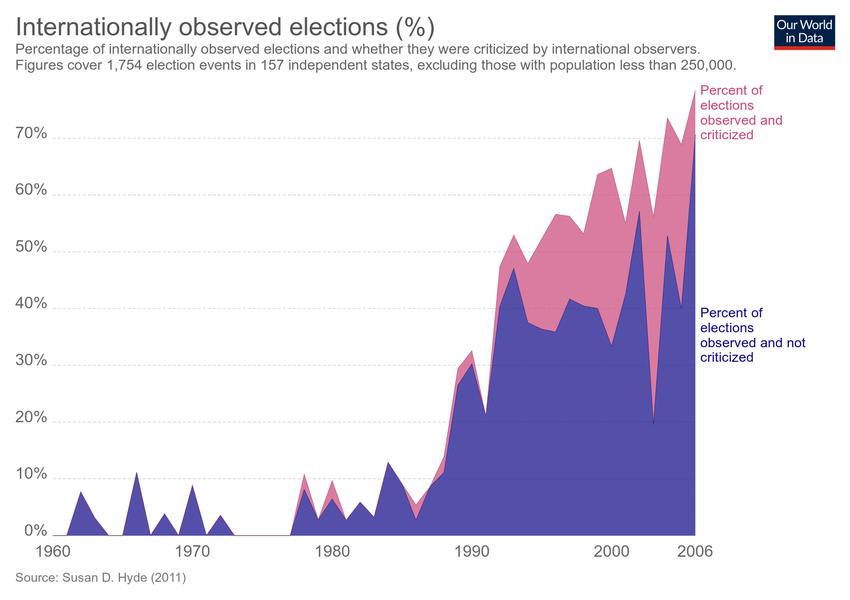 Internationally observed elections (%)
Our World
in Data
Percentage of internationally observed elections and whether they were criticized by international observers.
Figures cover 1,754 election events in 157 independent states, excluding those with population less than 250,000.
Percent of
elections
observed and
criticized
70%
60%
50%
40%
30%
20%
10%
0%
Percent of
elections
observed and not
criticized
1960
1970
1980
1990
2000
2006
Source: Susan D. Hyde (2011)